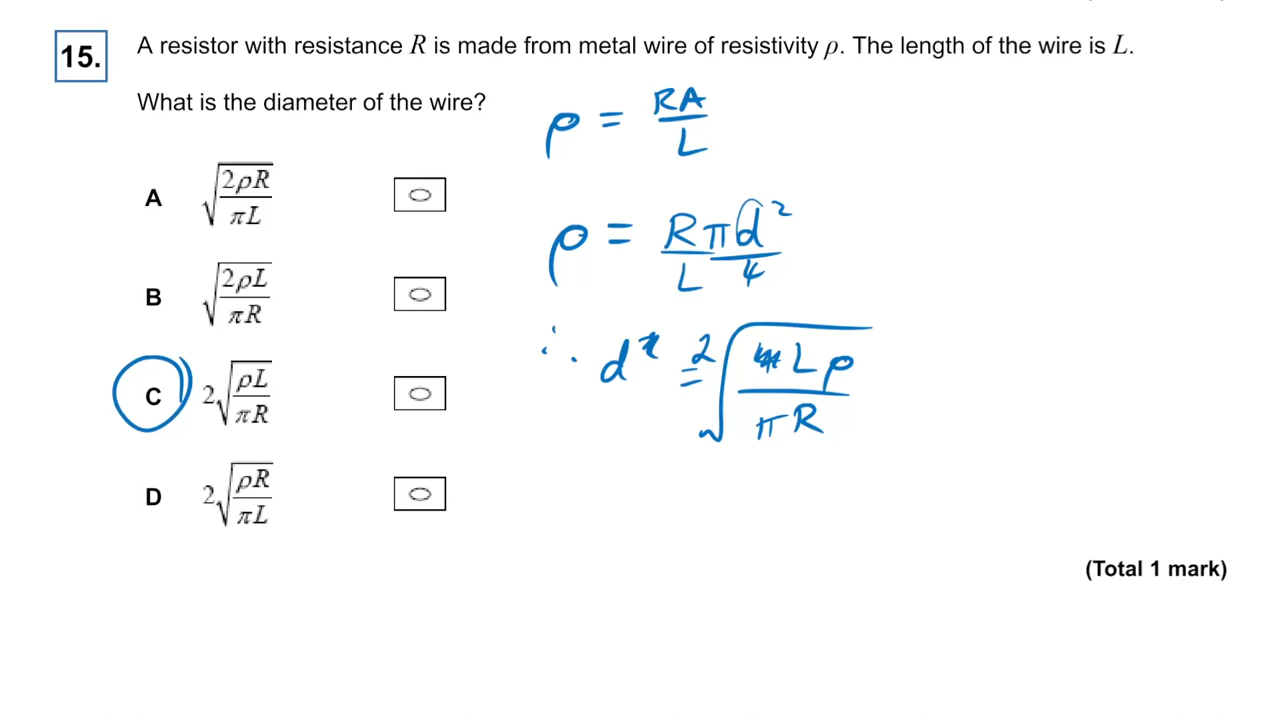 15. A resistor with resistance R is made from metal wire of resistivity ρ. The length of the wire is L.
What is the diameter of the wire?
ρ = RA/L
A √(2ρR/πL)
ρ = Rπd²/L4
B √(2ρL/πR)
∴ d = 2√(Lρ/πR)
C 2√(ρL/πR)
D 2√(ρR/πL)
(Total 1 mark)